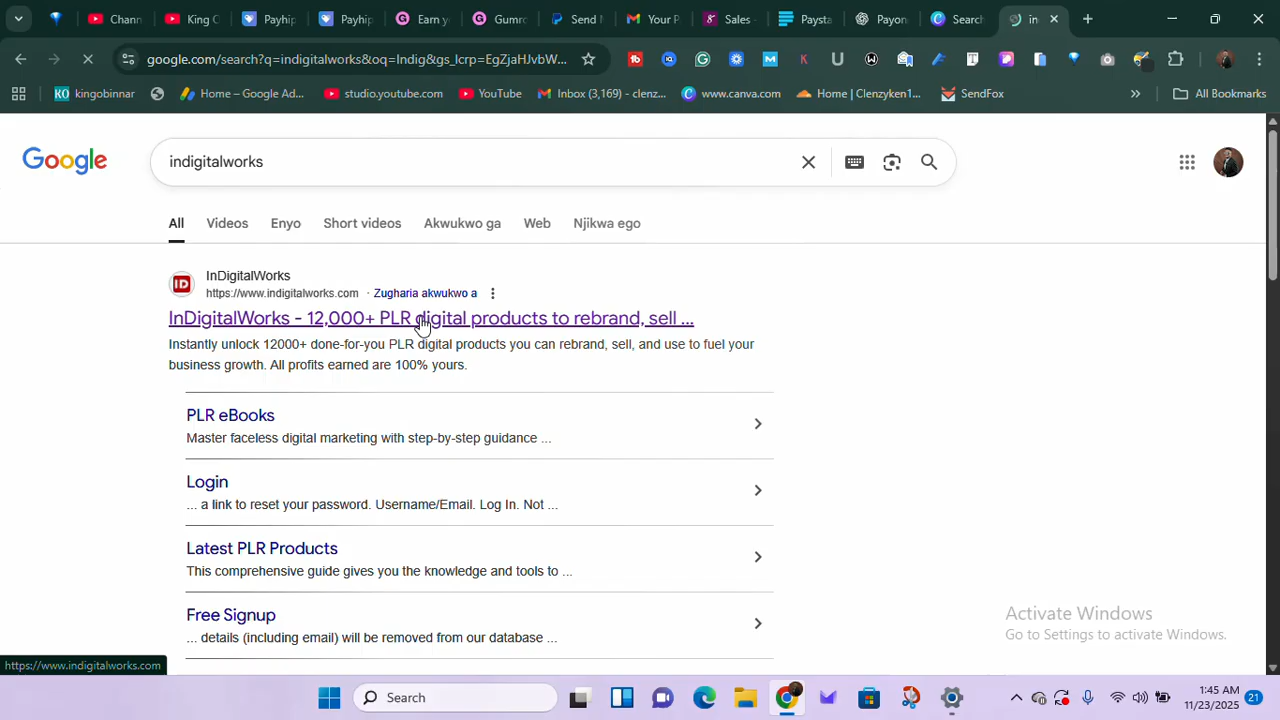 Chann
King C
Payhip
Payhip
Earn y
Gumro
Send M
Your P
Sales -
Paysta
Payon
Search
in
google.com/search?q=indigitalworks&oq=Indig&gs_lcrp=EgZjaHJvbW...
kingobinnar
Home – Google Ad...
studio.youtube.com
YouTube
Inbox (3,169) - clenz...
www.canva.com
Home | Clenzyken1...
SendFox
All Bookmarks
Google
indigitalworks
All
Videos
Enyo
Short videos
Akwukwo ga
Web
Njikwa ego
InDigitalWorks
https://www.indigitalworks.com · Zugharia akwukwo a
InDigitalWorks - 12,000+ PLR digital products to rebrand, sell ...
Instantly unlock 12000+ done-for-you PLR digital products you can rebrand, sell, and use to fuel your
business growth. All profits earned are 100% yours.
PLR eBooks
Master faceless digital marketing with step-by-step guidance ...
Login
... a link to reset your password. Username/Email. Log In. Not ...
Latest PLR Products
This comprehensive guide gives you the knowledge and tools to ...
Free Signup
... details (including email) will be removed from our database ...
Activate Windows
Go to Settings to activate Windows.
https://www.indigitalworks.com
Search
1:45 AM
11/23/2025
21